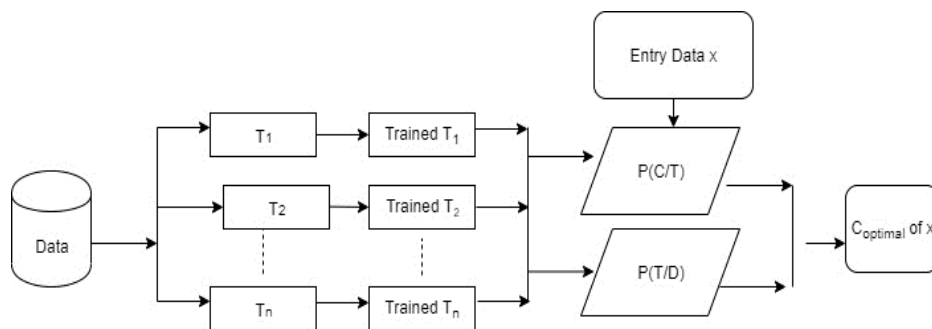 Entry Data x
T1
Trained T1
P(C/T)
T2
Trained T2
Data
Coptimal of x
P(T/D)
Tn
Trained Tn